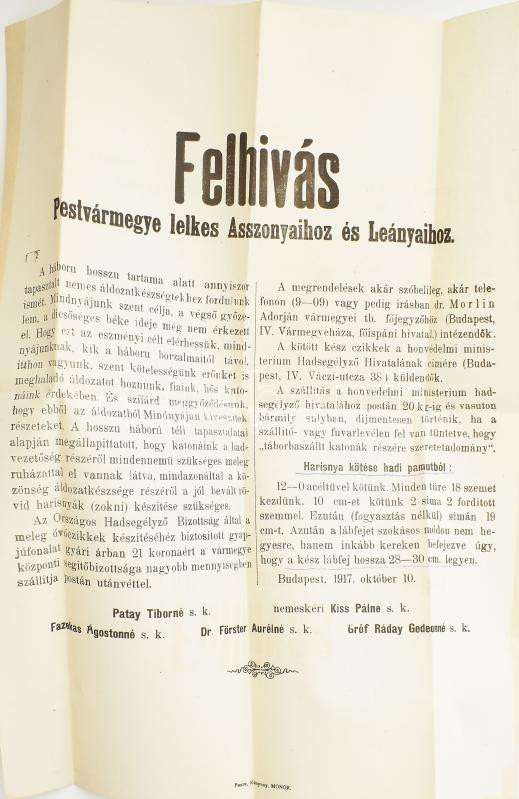 Felhivás
Pestvármegye lelkes Asszonyaihoz és Leányaihoz.
A háboru hosszu tartama alatt annyiszor
tapasztalt nemes áldozatkészségtekhez fordulunk
ismét. Mindnyájunk szent célja, a végső győze-
lem, a dicsőséges béke ideje még nem érkezett
el. Hogy ezt az eszményi célt elérhessük, mind-
nyájunknak, kik a háboru borzalmaitól távol,
itthon vagyunk, szent kötelességünk erőnket is
meghaladó áldozatot hoznunk, fiaink, hős kato-
náink érdekében. És szilárd meggyőződésünk,
hogy ebből az áldozatból Mindnyájan kiveszitek
részeteket. A hosszu háború téli tapasztalatai
alapján megállapittatott, hogy katonáink a had-
vezetőség részéről mindennemü szükséges meleg
ruházattal el vannak látva, mindazonáltal a kö-
zönség áldozatkészsége részéről a jól bevált rö-
vid harisnyák (zokni) készitése szükséges.
Az Országos Hadsegélyző Bizottság által a
meleg óvóczikkek készitéséhez biztositott gyap-
júfonalat gyári árban 21 koronaért a vármegye
központi segitőbizottsága nagyobb mennyiségben
szállitja postán utánvéttel.
A megrendelések akár szóbelileg, akár tele-
fonon (9—09) vagy pedig irásban dr. Morlin
Adorján vármegyei tb. főjegyzőhöz (Budapest,
IV. Vármegyeháza, főispáni hivatal) intézendők.
A kötött kész czikkek a honvédelmi minis-
terium Hadsegélyző Hivatalának címére (Buda-
pest, IV. Váczi-utcza 38) küldendők.
A szállitás a honvédelmi ministerium had-
segélyző hivatalához postán 20 kg-ig és vasuton
bármily sulyban, dijmentesen történik, ha a
szállitó- vagy fuvarlevélen fel van tüntetve, hogy
„táborbaszállt katonák részére szeretetadomány“.
Harisnya kötése hadi pamutból:
12—0 acéltüvel kötünk. Minden türe 18 szemet
kezdünk. 10 cm-et kötünk 2 sima 2 forditott
szemmel. Ezután (fogyasztás nélkül) simán 19
cm-t. Azután a lábfejet szokásos módon nem he-
gyesre, hanem inkább kereken befejezve úgy,
hogy a kész lábfej hossza 28—30 cm. legyen.
Budapest, 1917. október 10.
Patay Tiborné s. k.
nemeskéri Kiss Pálne s. k.
Fazekas Ágostonné s. k.
Dr. Förster Aurélné s. k.
Gróf Ráday Gedeonné s. k.
MONOR.